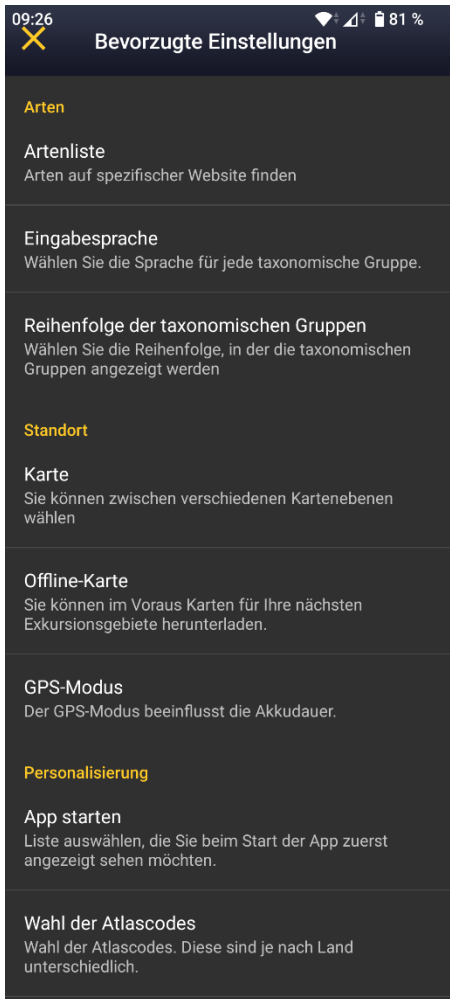 09:26 81 %
Bevorzugte Einstellungen
Arten
Artenliste
Arten auf spezifischer Website finden
Eingabesprache
Wählen Sie die Sprache für jede taxonomische Gruppe.
Reihenfolge der taxonomischen Gruppen
Wählen Sie die Reihenfolge, in der die taxonomischen
Gruppen angezeigt werden
Standort
Karte
Sie können zwischen verschiedenen Kartenebenen
wählen
Offline-Karte
Sie können im Voraus Karten für Ihre nächsten
Exkursionsgebiete herunterladen.
GPS-Modus
Der GPS-Modus beeinflusst die Akkudauer.
Personalisierung
App starten
Liste auswählen, die Sie beim Start der App zuerst
angezeigt sehen möchten.
Wahl der Atlascodes
Wahl der Atlascodes. Diese sind je nach Land
unterschiedlich.